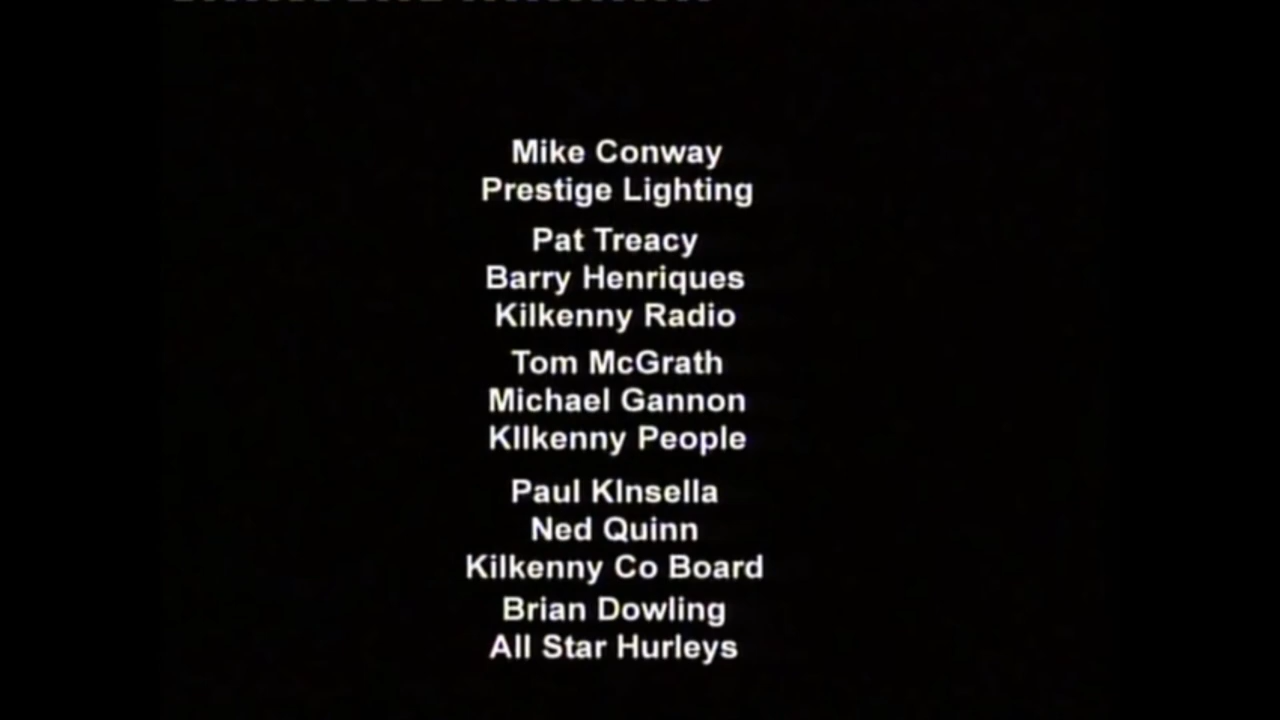 Mike Conway
Prestige Lighting
Pat Treacy
Barry Henriques
Kilkenny Radio
Tom McGrath
Michael Gannon
KIlkenny People
Paul KInsella
Ned Quinn
Kilkenny Co Board
Brian Dowling
All Star Hurleys